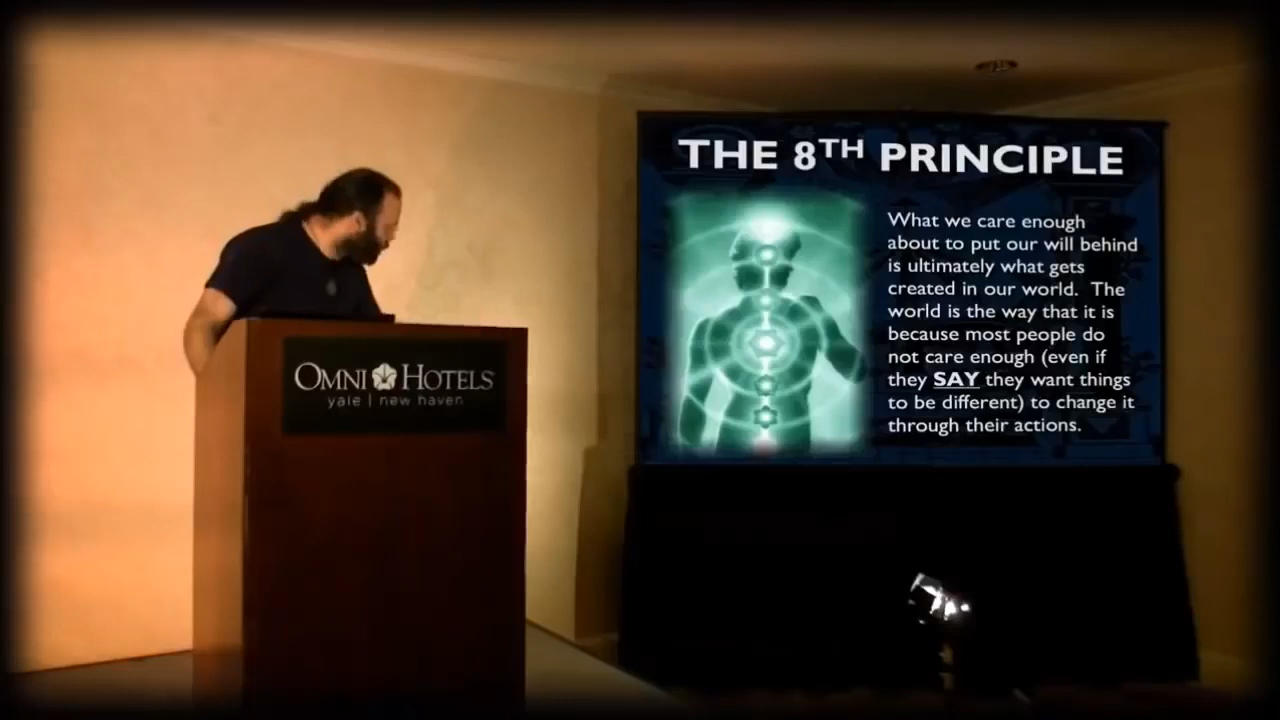 OMNI HOTELS
yale | new haven
THE 8TH PRINCIPLE
What we care enough
about to put our will behind
is ultimately what gets
created in our world. The
world is the way that it is
because most people do
not care enough (even if
they SAY they want things
to be different) to change it
through their actions.